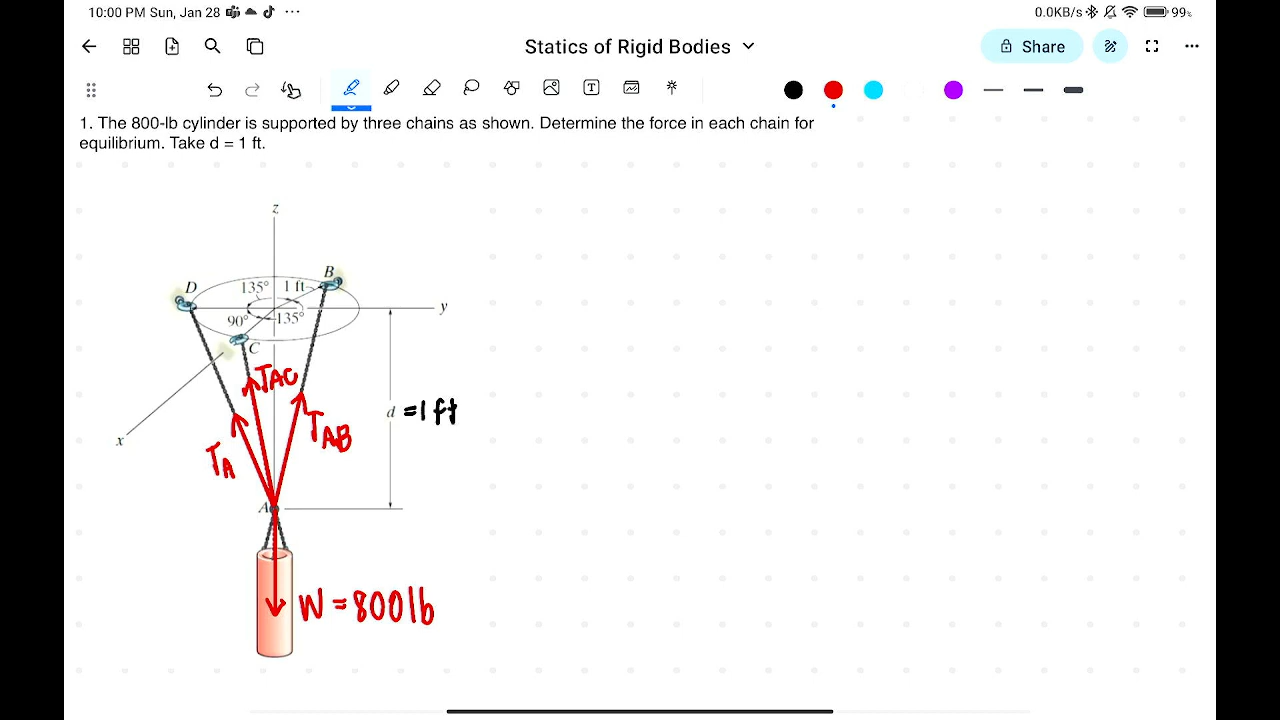 10:00 PM Sun, Jan 28 ...
0.0KB/s 99%
Statics of Rigid Bodies
Share
T
1. The 800-lb cylinder is supported by three chains as shown. Determine the force in each chain for
equilibrium. Take d = 1 ft.
z
D
B
135°
1 ft
y
90°
135°
C
TAC
d = 1 ft
TAB
x
TA
A
W = 800 lb